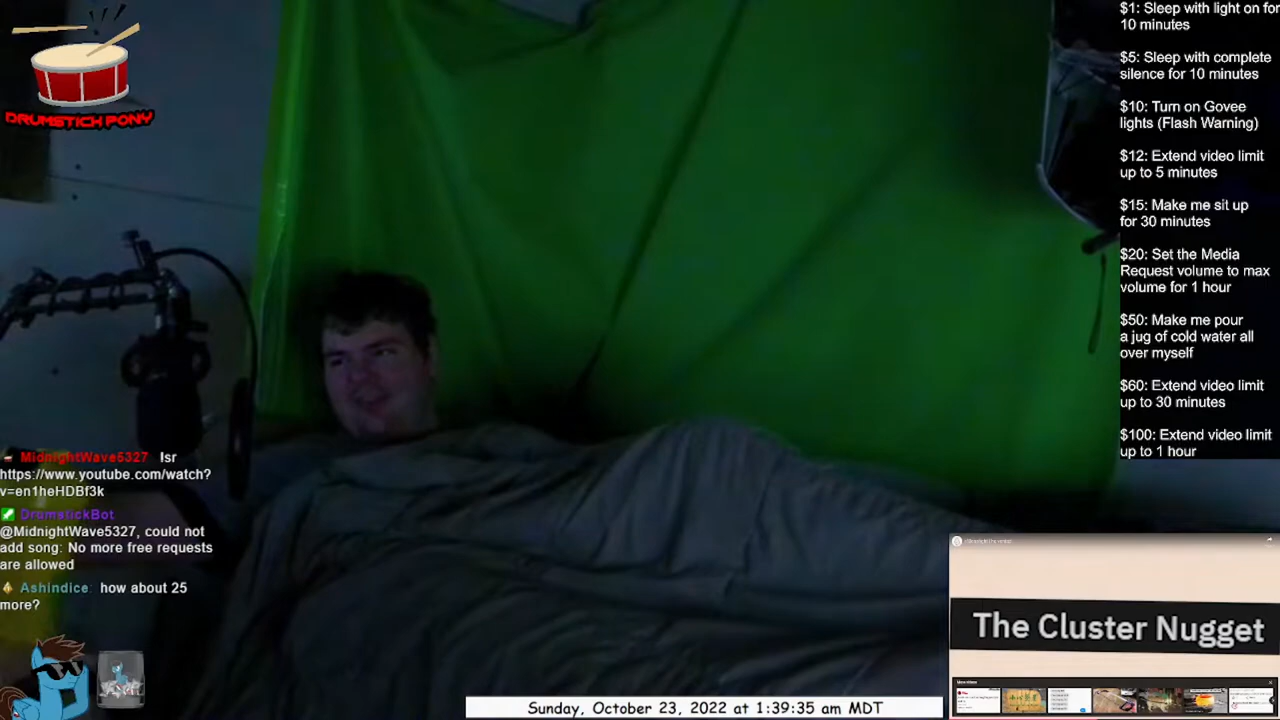 DRUMSTICH PONY
$1: Sleep with light on for
10 minutes
$5: Sleep with complete
silence for 10 minutes
$10: Turn on Govee
lights (Flash Warning)
$12: Extend video limit
up to 5 minutes
$15: Make me sit up
for 30 minutes
$20: Set the Media
Request volume to max
volume for 1 hour
$50: Make me pour
a jug of cold water all
over myself
$60: Extend video limit
up to 30 minutes
$100: Extend video limit
up to 1 hour
MidnightWave5327 !sr
https://www.youtube.com/watch?
v=en1heHDBf3k
DrumstickBot
@MidnightWave5327, could not
add song: No more free requests
are allowed
Ashindice: how about 25
more?
The Cluster Nugget
More videos
Sunday, October 23, 2022 at 1:39:35 am MDT